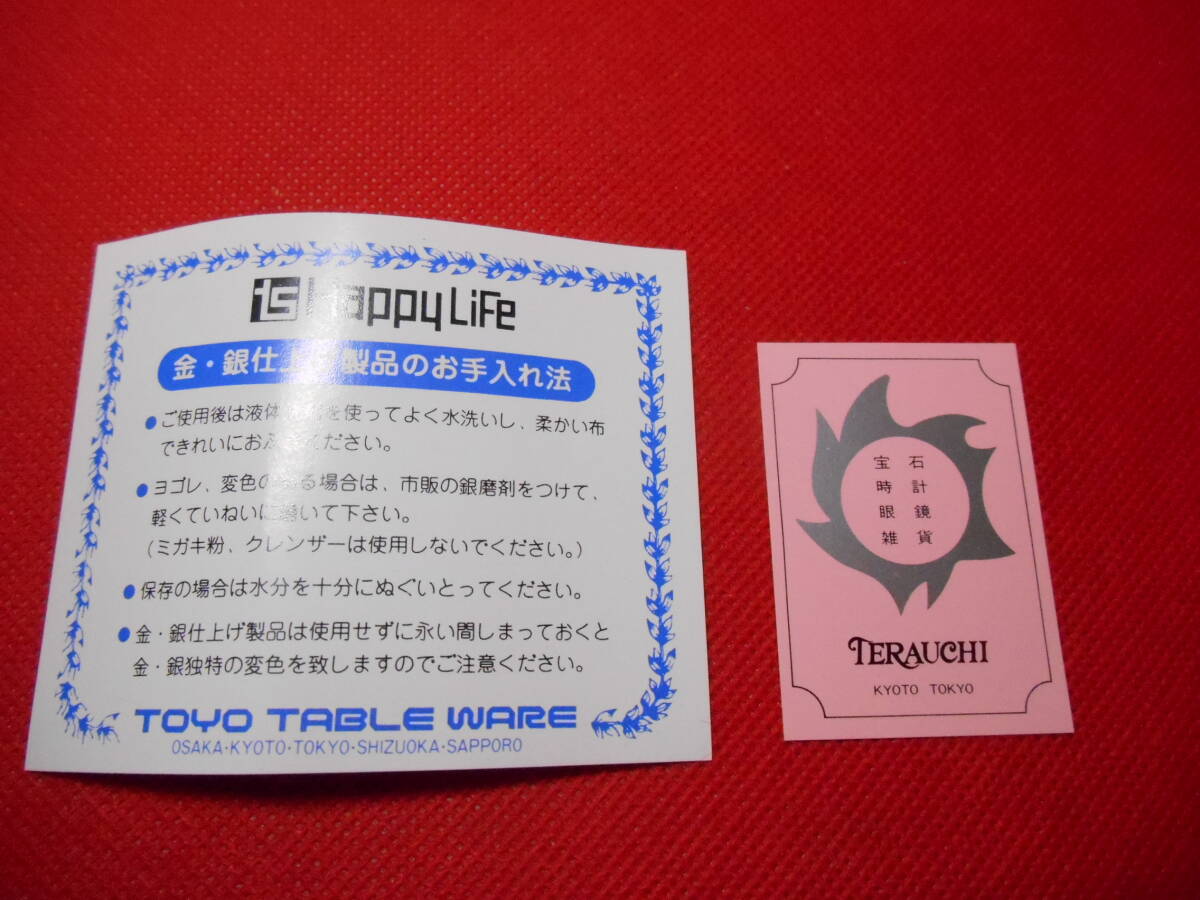 ts Happy LiFe
金・銀仕上げ製品のお手入れ法
●ご使用後は液体洗剤を使ってよく水洗いし、柔かい布
できれいにおふきください。
●ヨゴレ、変色のある場合は、市販の銀磨剤をつけて、
軽くていねいに磨いて下さい。
(ミガキ粉、クレンザーは使用しないでください。)
●保存の場合は水分を十分にぬぐいとってください。
●金・銀仕上げ製品は使用せずに永い間しまっておくと
金・銀独特の変色を致しますのでご注意ください。
TOYO TABLE WARE
OSAKA・KYOTO・TOKYO・SHIZUOKA・SAPPORO
宝石
時計
眼鏡
雑貨
TERAUCHI
KYOTO TOKYO